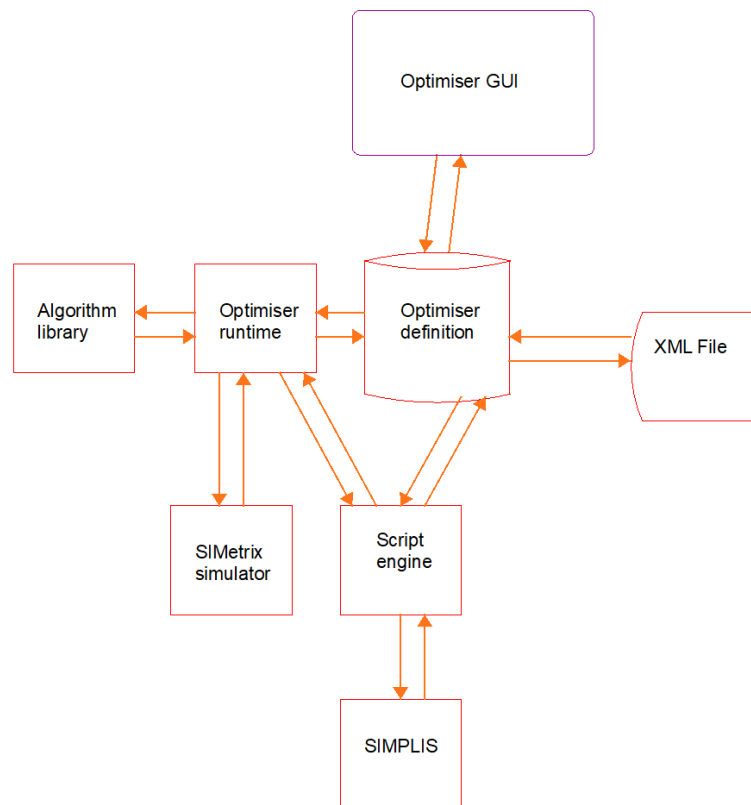 Optimiser GUI
Algorithm
library
Optimiser
runtime
Optimiser
definition
XML File
SIMetrix
simulator
Script
engine
SIMPLIS